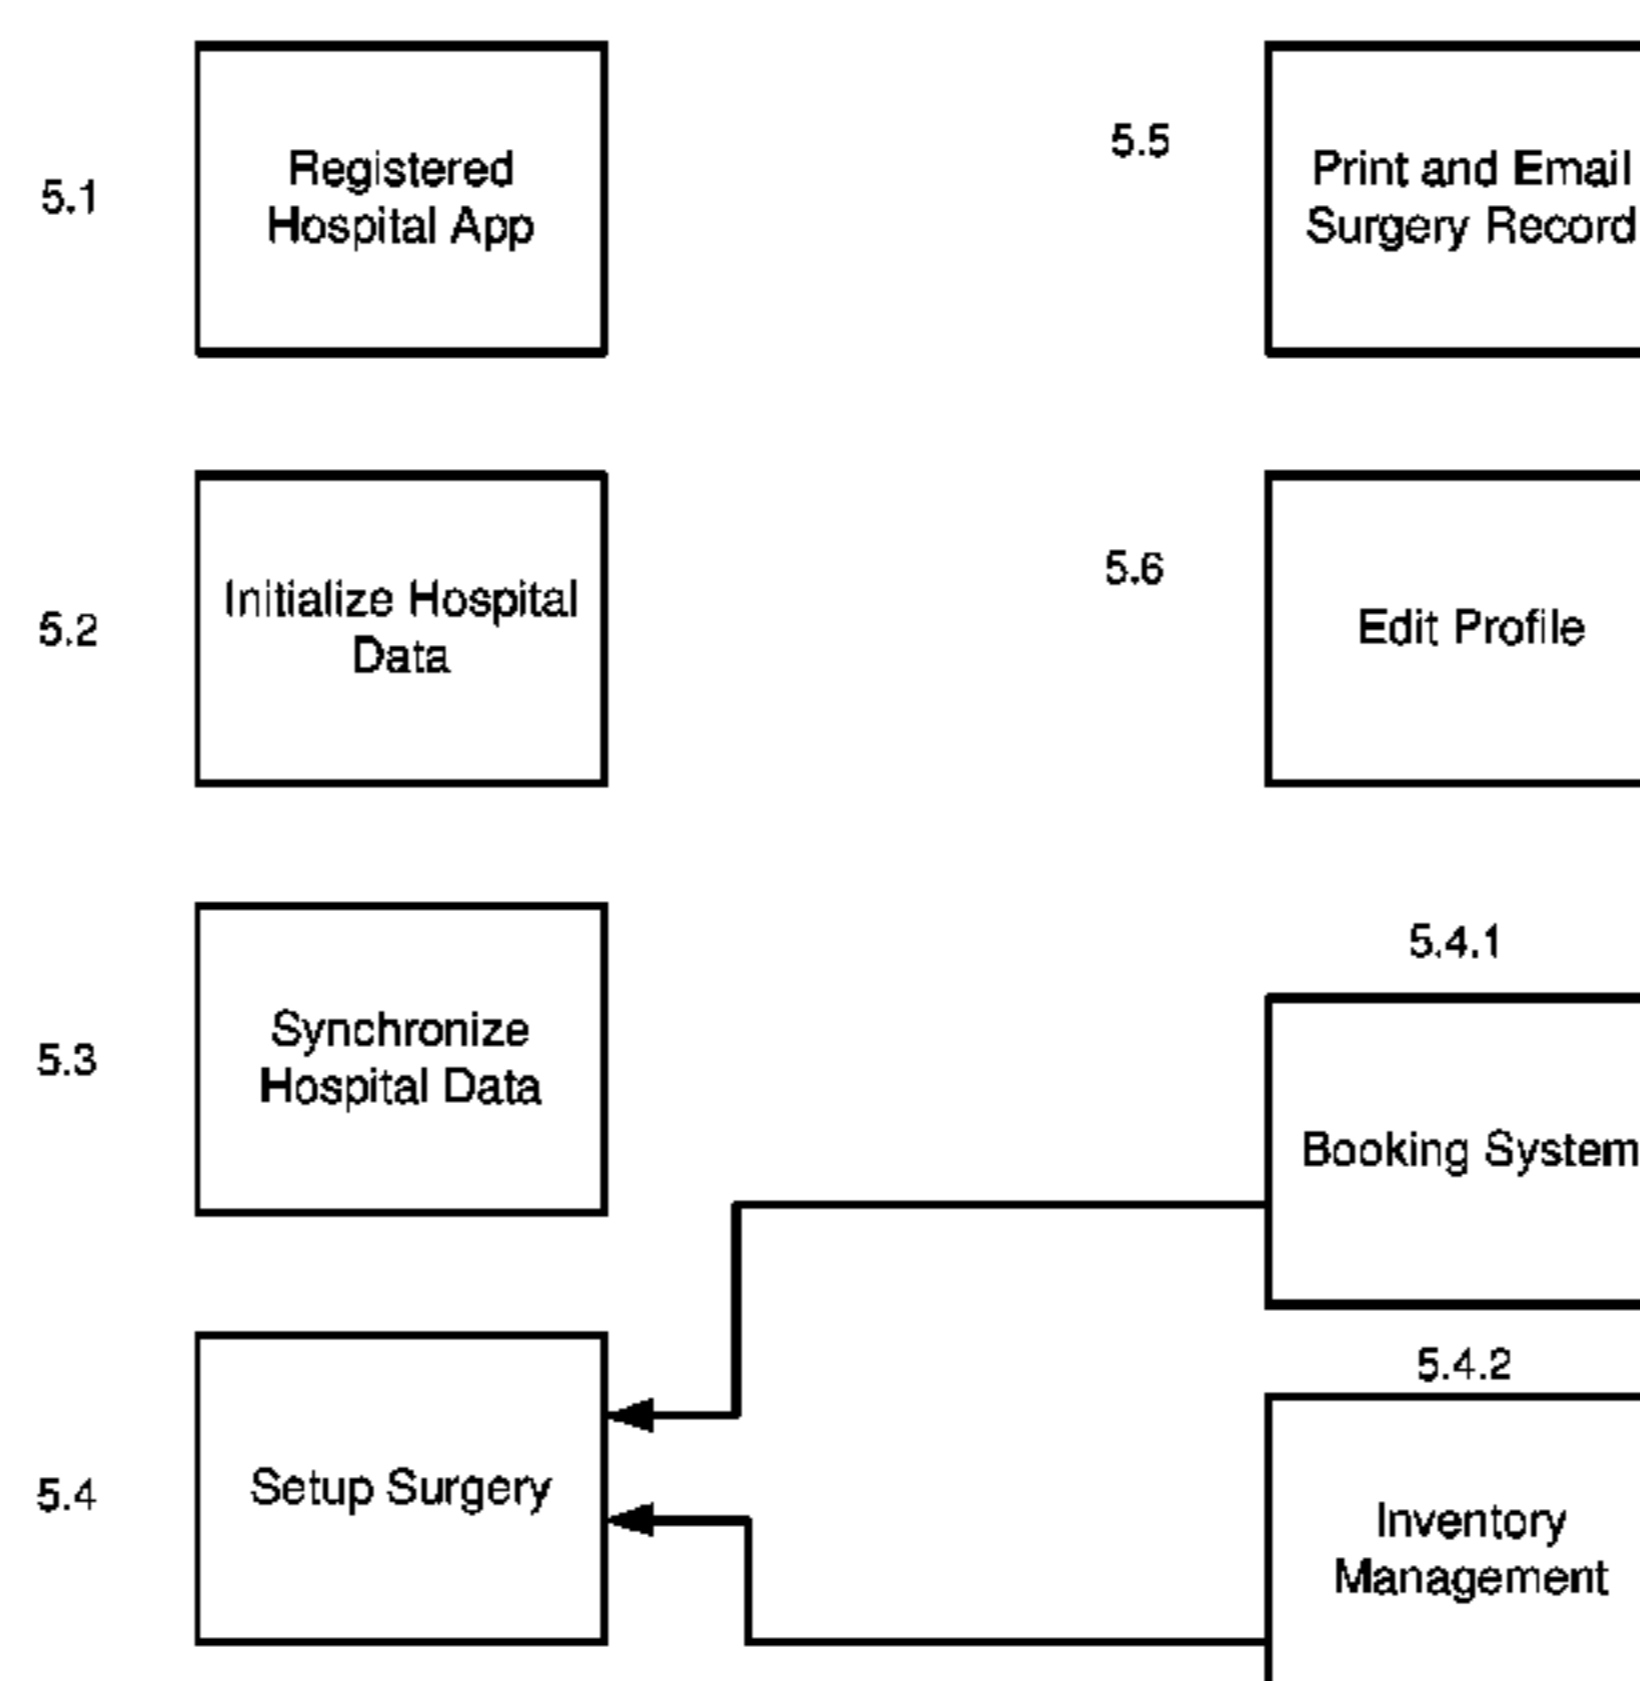 5.1
Registered
Hospital App
5.5
Print and Email
Surgery Record
5.2
Initialize Hospital
Data
5.6
Edit Profile
5.3
Synchronize
Hospital Data
5.4.1
Booking System
5.4
Setup Surgery
5.4.2
Inventory
Management